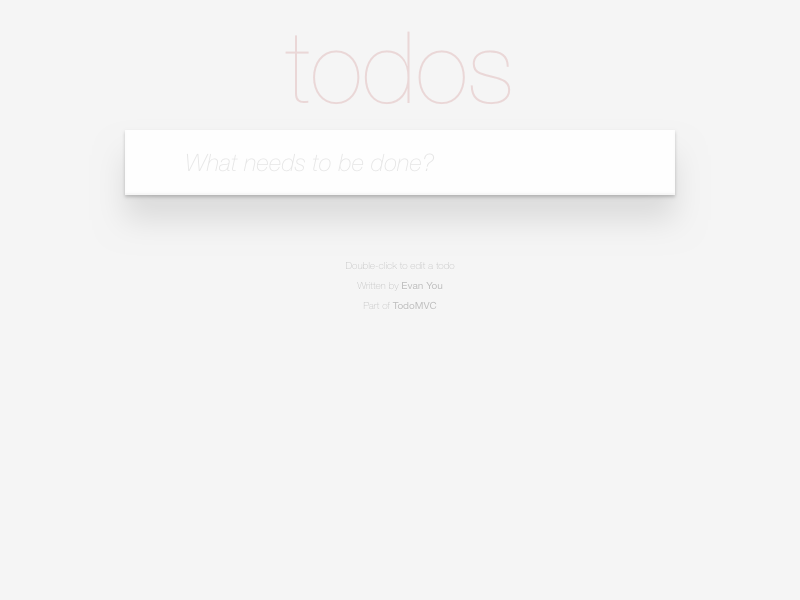 todos
What needs to be done?
Double-click to edit a todo
Written by Evan You
Part of TodoMVC